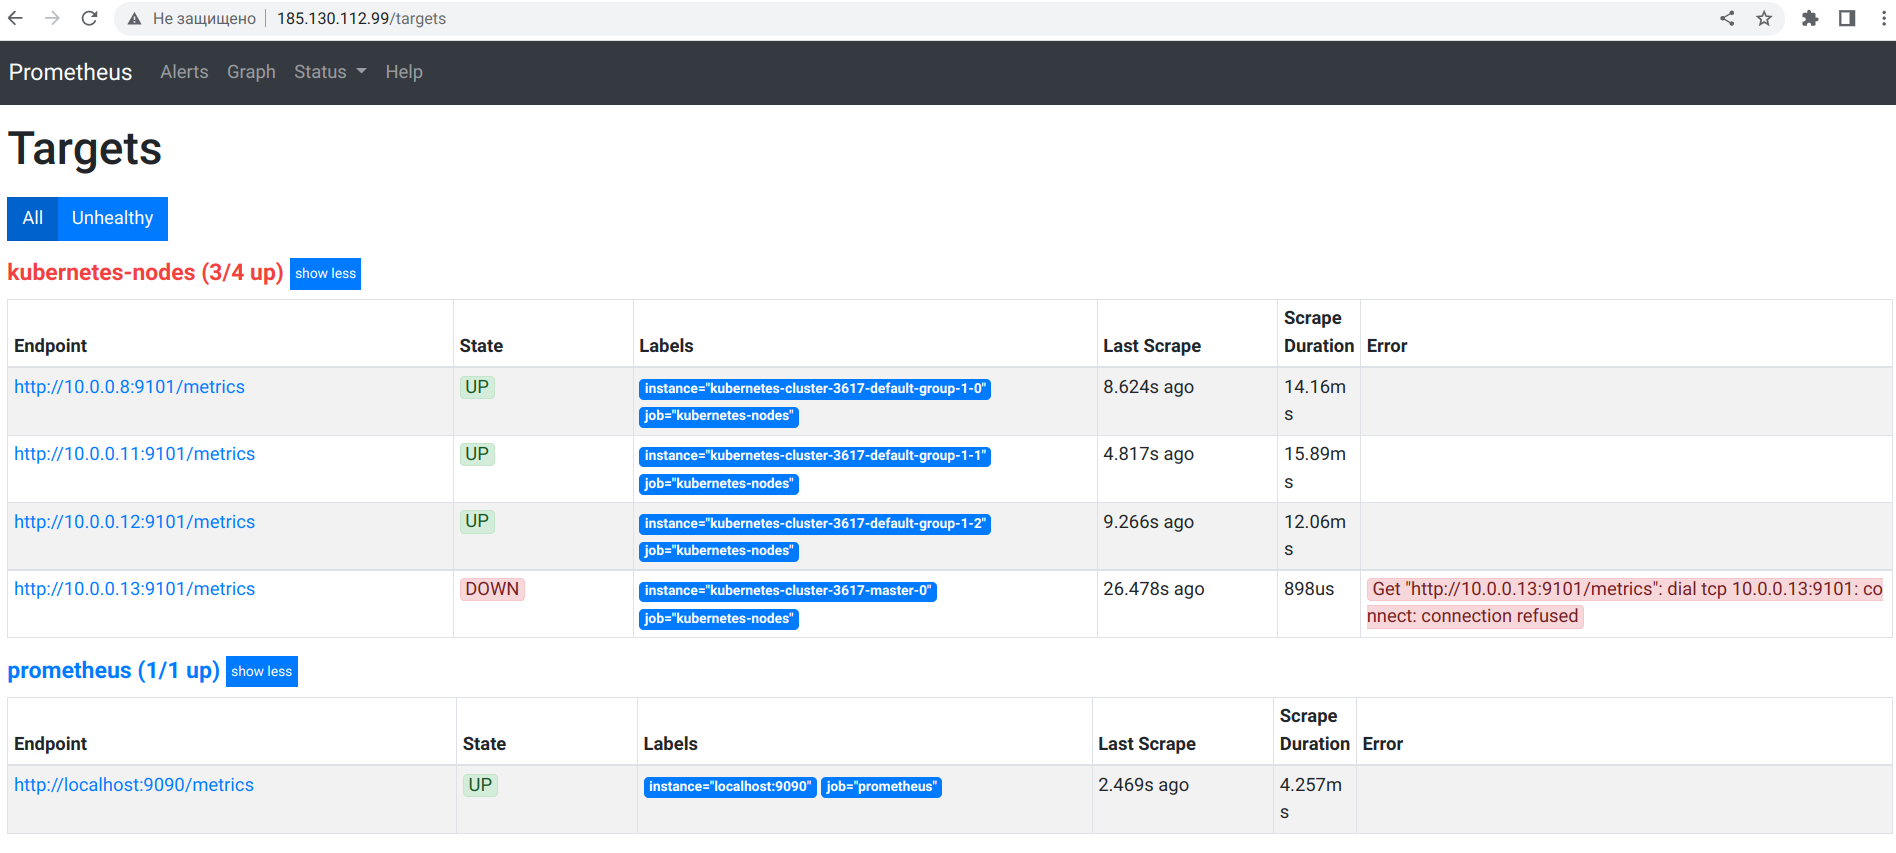 Не защищено 185.130.112.99/targets
Prometheus Alerts Graph Status Help
Targets
All Unhealthy
kubernetes-nodes (3/4 up) show less
Endpoint State Labels Last Scrape Scrape Duration Error
http://10.0.0.8:9101/metrics UP instance="kubernetes-cluster-3617-default-group-1-0" 8.624s ago 14.16m
job="kubernetes-nodes" s
http://10.0.0.11:9101/metrics UP instance="kubernetes-cluster-3617-default-group-1-1" 4.817s ago 15.89m
job="kubernetes-nodes" s
http://10.0.0.12:9101/metrics UP instance="kubernetes-cluster-3617-default-group-1-2" 9.266s ago 12.06m
job="kubernetes-nodes" s
http://10.0.0.13:9101/metrics DOWN instance="kubernetes-cluster-3617-master-0" 26.478s ago 898us Get "http://10.0.0.13:9101/metrics": dial tcp 10.0.0.13:9101: co
job="kubernetes-nodes" nnect: connection refused
prometheus (1/1 up) show less
Endpoint State Labels Last Scrape Scrape Duration Error
http://localhost:9090/metrics UP instance="localhost:9090" job="prometheus" 2.469s ago 4.257m
s